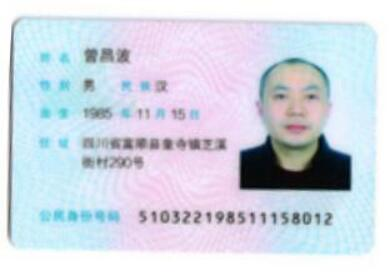 姓名 曾昌波
性别 男 民族 汉
出生 1985 年 11 月 15 日
住址 四川省富顺县童寺镇芝溪
街村290号
公民身份号码 510322198511158012